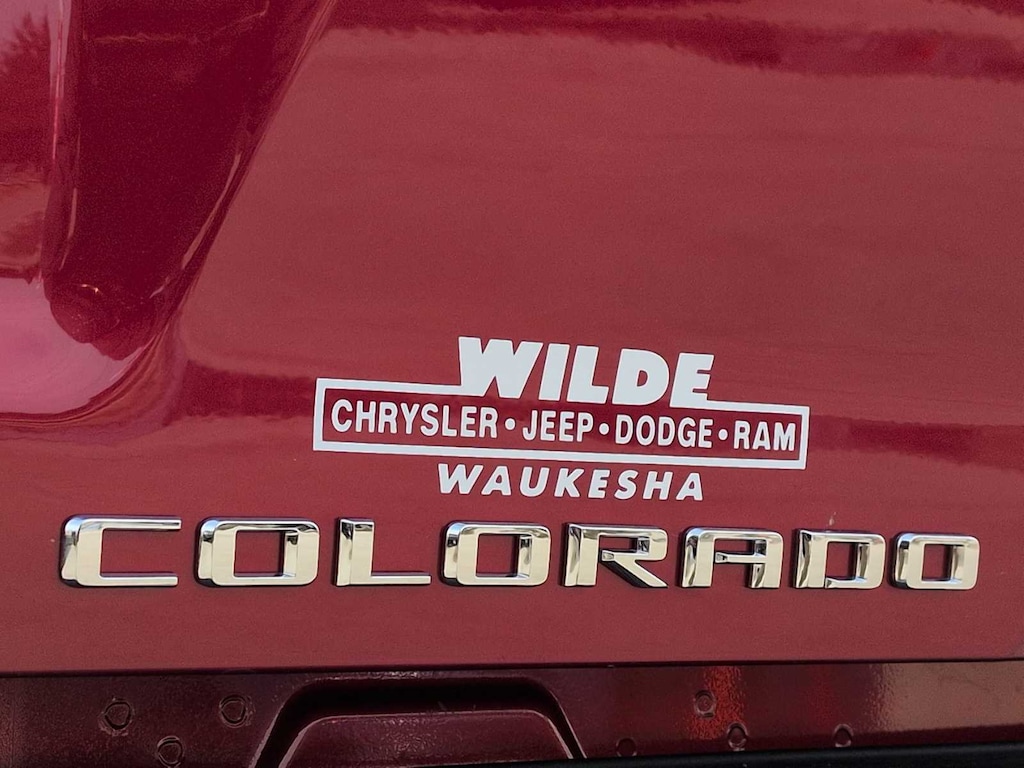 WILDE
CHRYSLER • JEEP • DODGE • RAM
WAUKESHA
COLORADO